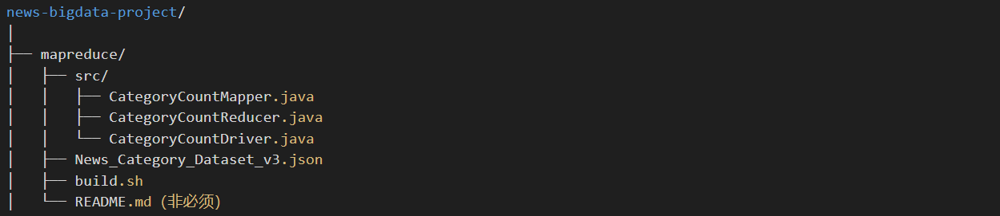 news-bigdata-project/
│
├── mapreduce/
│   ├── src/
│   │   ├── CategoryCountMapper.java
│   │   ├── CategoryCountReducer.java
│   │   └── CategoryCountDriver.java
│   ├── News_Category_Dataset_v3.json
│   ├── build.sh
│   └── README.md (非必须)